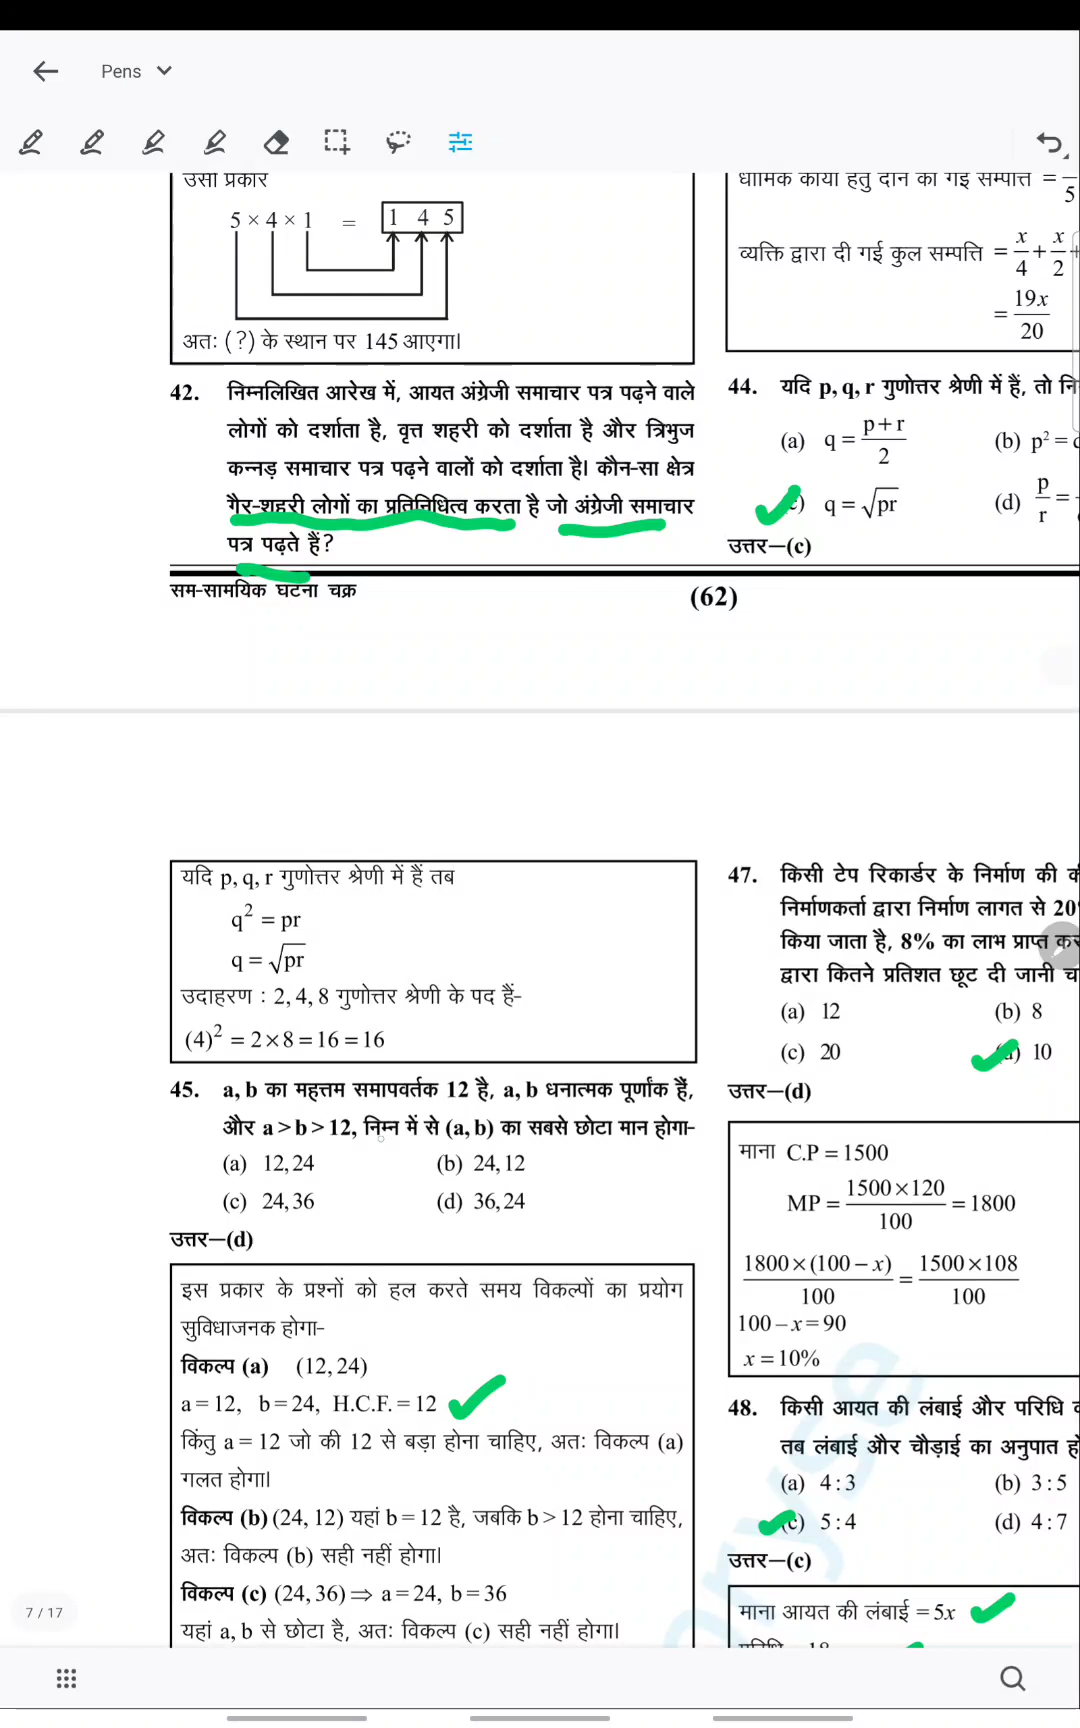 Pens
उसी प्रकार
5 × 4 × 1 = 1 4 5
अतः (?) के स्थान पर 145 आएगा।
42. निम्नलिखित आरेख में, आयत अंग्रेजी समाचार पत्र पढ़ने वाले
लोगों को दर्शाता है, वृत्त शहरी को दर्शाता है और त्रिभुज
कन्नड़ समाचार पत्र पढ़ने वालों को दर्शाता है। कौन-सा क्षेत्र
गैर-शहरी लोगों का प्रतिनिधित्व करता है जो अंग्रेजी समाचार
पत्र पढ़ते हैं?
सम-सामयिक घटना चक्र
धार्मिक कार्यों हेतु दान की गई सम्पत्ति = — 5
व्यक्ति द्वारा दी गई कुल सम्पत्ति = x/4 + x/2 +
= 19x/20
44. यदि p, q, r गुणोत्तर श्रेणी में हैं, तो
(a) q = (p+r)/2 (b) p² =
(c) q = √pr (d) p/r =
उत्तर–(c)
(62)
यदि p, q, r गुणोत्तर श्रेणी में हैं तब
q² = pr
q = √pr
उदाहरण : 2, 4, 8 गुणोत्तर श्रेणी के पद हैं-
(4)² = 2×8 = 16 = 16
45. a, b का महत्तम समापवर्तक 12 है, a, b धनात्मक पूर्णांक हैं,
और a > b > 12, निम्न में से (a, b) का सबसे छोटा मान होगा-
(a) 12, 24 (b) 24, 12
(c) 24, 36 (d) 36, 24
उत्तर–(d)
इस प्रकार के प्रश्नों को हल करते समय विकल्पों का प्रयोग
सुविधाजनक होगा-
विकल्प (a) (12, 24)
a = 12, b = 24, H.C.F. = 12
किंतु a = 12 जो की 12 से बड़ा होना चाहिए, अतः विकल्प (a)
गलत होगा।
विकल्प (b) (24, 12) यहां b = 12 है, जबकि b > 12 होना चाहिए,
अतः विकल्प (b) सही नहीं होगा।
विकल्प (c) (24, 36) ⇒ a = 24, b = 36
यहां a, b से छोटा है, अतः विकल्प (c) सही नहीं होगा।
47. किसी टेप रिकार्डर के निर्माण की
निर्माणकर्ता द्वारा निर्माण लागत से 20
किया जाता है, 8% का लाभ प्राप्त
द्वारा कितने प्रतिशत छूट दी जानी
(a) 12 (b) 8
(c) 20 (d) 10
उत्तर–(d)
माना C.P = 1500
MP = (1500×120)/100 = 1800
(1800×(100−x))/100 = (1500×108)/100
100 − x = 90
x = 10%
48. किसी आयत की लंबाई और परिधि
तब लंबाई और चौड़ाई का अनुपात
(a) 4 : 3 (b) 3 : 5
(c) 5 : 4 (d) 4 : 7
उत्तर–(c)
माना आयत की लंबाई = 5x
7 / 17